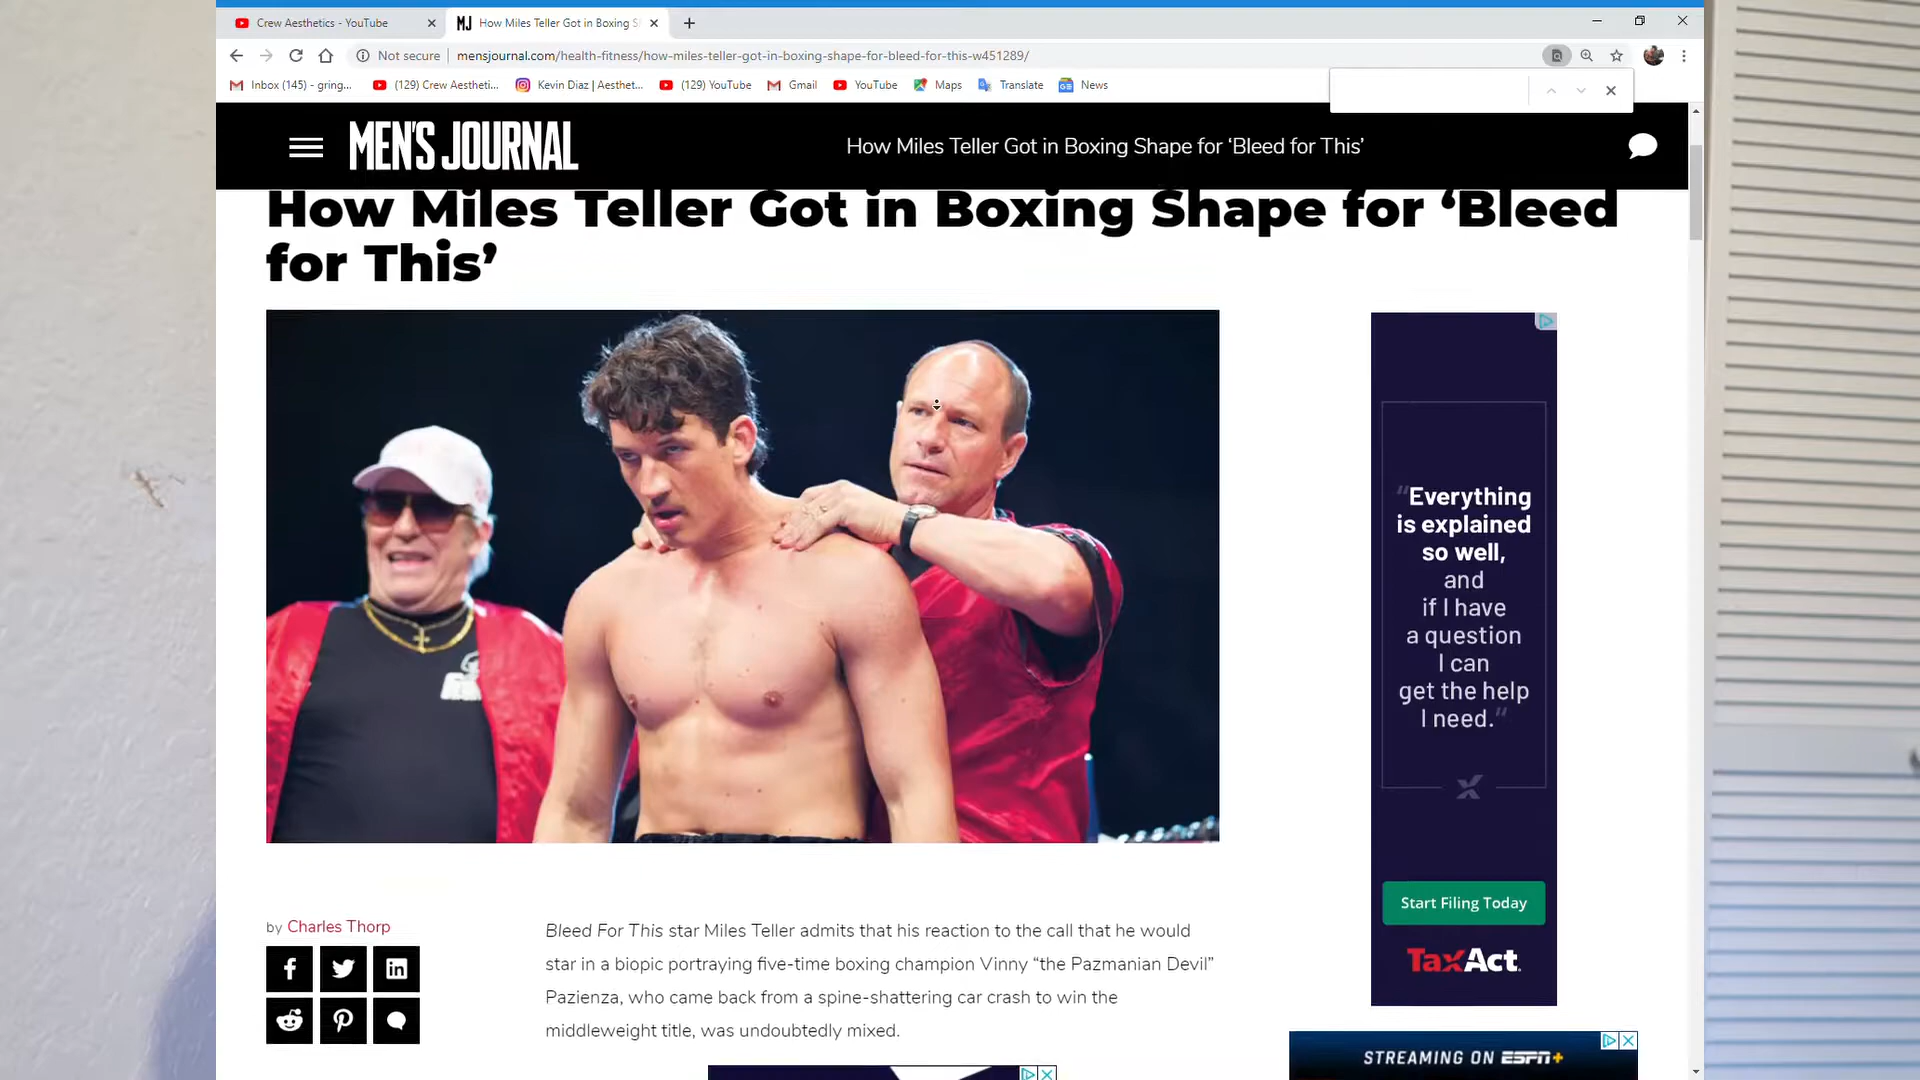 Crew Aesthetics - YouTube
How Miles Teller Got in Boxing S
Not secure
mensjournal.com/health-fitness/how-miles-teller-got-in-boxing-shape-for-bleed-for-this-w451289/
Inbox (145) - gring...
(129) Crew Aestheti...
Kevin Diaz | Aesthet...
(129) YouTube
Gmail
YouTube
Maps
Translate
News
MEN'S JOURNAL
How Miles Teller Got in Boxing Shape for ‘Bleed for This’
How Miles Teller Got in Boxing Shape for ‘Bleed
for This’
"Everything
is explained
so well,
and
if I have
a question
I can
get the help
I need."
Start Filing Today
TaxAct.
by Charles Thorp
Bleed For This star Miles Teller admits that his reaction to the call that he would
star in a biopic portraying five-time boxing champion Vinny “the Pazmanian Devil”
Pazienza, who came back from a spine-shattering car crash to win the
middleweight title, was undoubtedly mixed.
STREAMING ON ESPN+